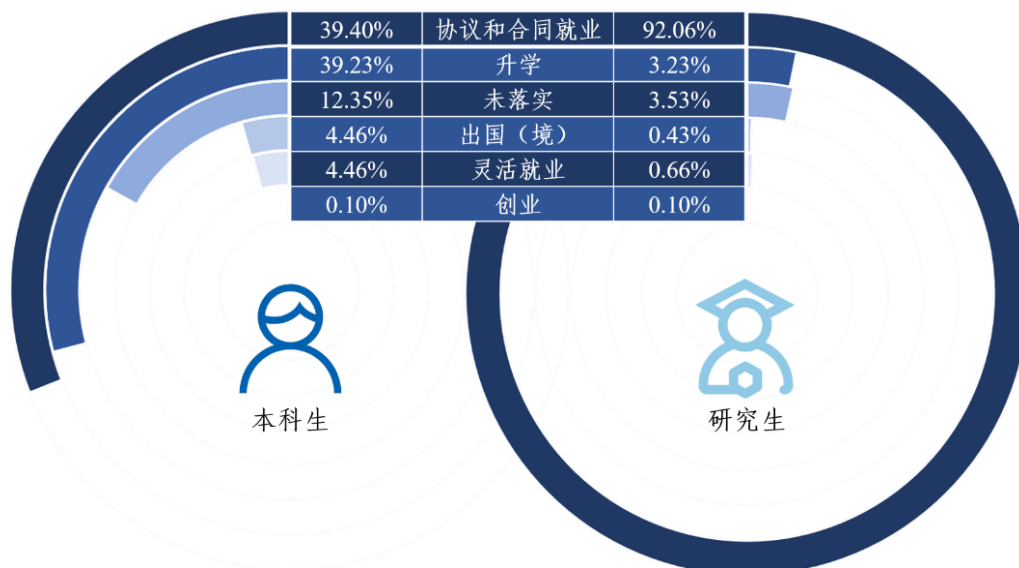 39.40% 协议和合同就业 92.06%
39.23% 升学 3.23%
12.35% 未落实 3.53%
4.46% 出国（境） 0.43%
4.46% 灵活就业 0.66%
0.10% 创业 0.10%
本科生 研究生